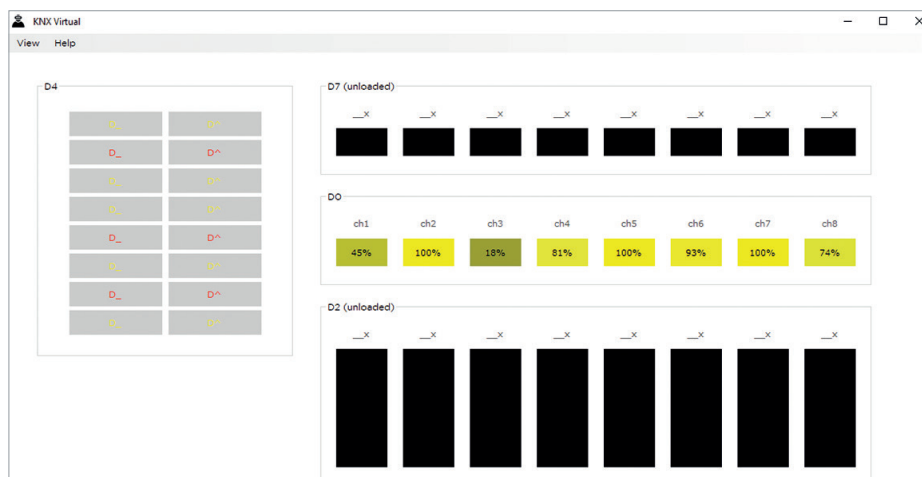 KNX Virtual
View Help
D4
D_ D^
D_ D^
D_ D^
D_ D^
D_ D^
D_ D^
D_ D^
D_ D^
D7 (unloaded)
__x __x __x __x __x __x __x __x
D0
ch1 ch2 ch3 ch4 ch5 ch6 ch7 ch8
45% 100% 18% 81% 100% 93% 100% 74%
D2 (unloaded)
__x __x __x __x __x __x __x __x